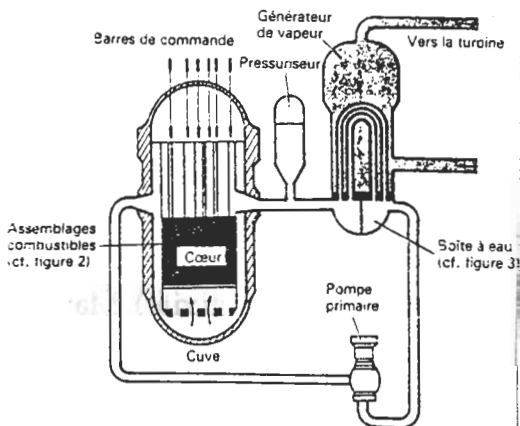 Générateur
de vapeur
Barres de commande
Vers la turbine
Pressuriseur
Assemblages
combustibles
(cf. figure 2)
Cœur
Boîte à eau
(cf. figure 3)
Pompe
primaire
Cuve